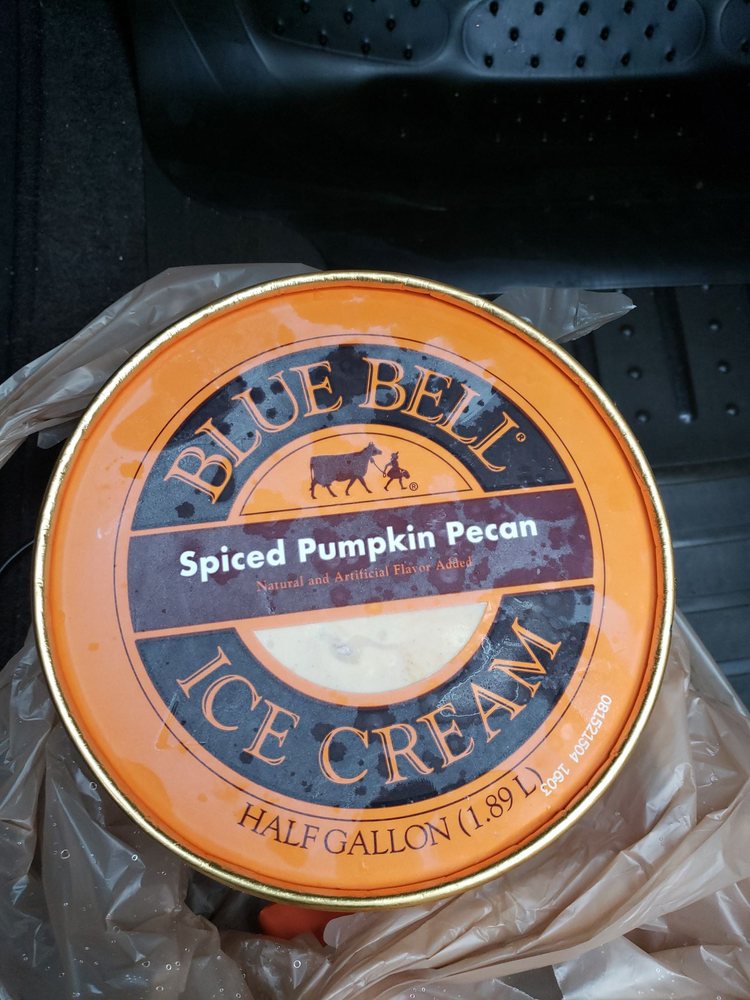 BLUE BELL®
®
Spiced Pumpkin Pecan
Natural and Artificial Flavor Added
ICE CREAM
HALF GALLON (1.89 L)
081521504 1603